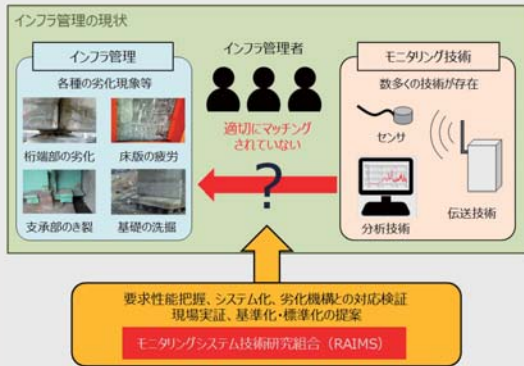 インフラ管理の現状
インフラ管理
各種の劣化現象等
桁端部の劣化
床版の疲労
支承部のき裂
基礎の洗掘
インフラ管理者
適切にマッチング
されていない
?
モニタリング技術
数多くの技術が存在
センサ
分析技術
伝送技術
要求性能把握、システム化、劣化機構との対応検証
現場実証、基準化・標準化の提案
モニタリングシステム技術研究組合(RAIMS)